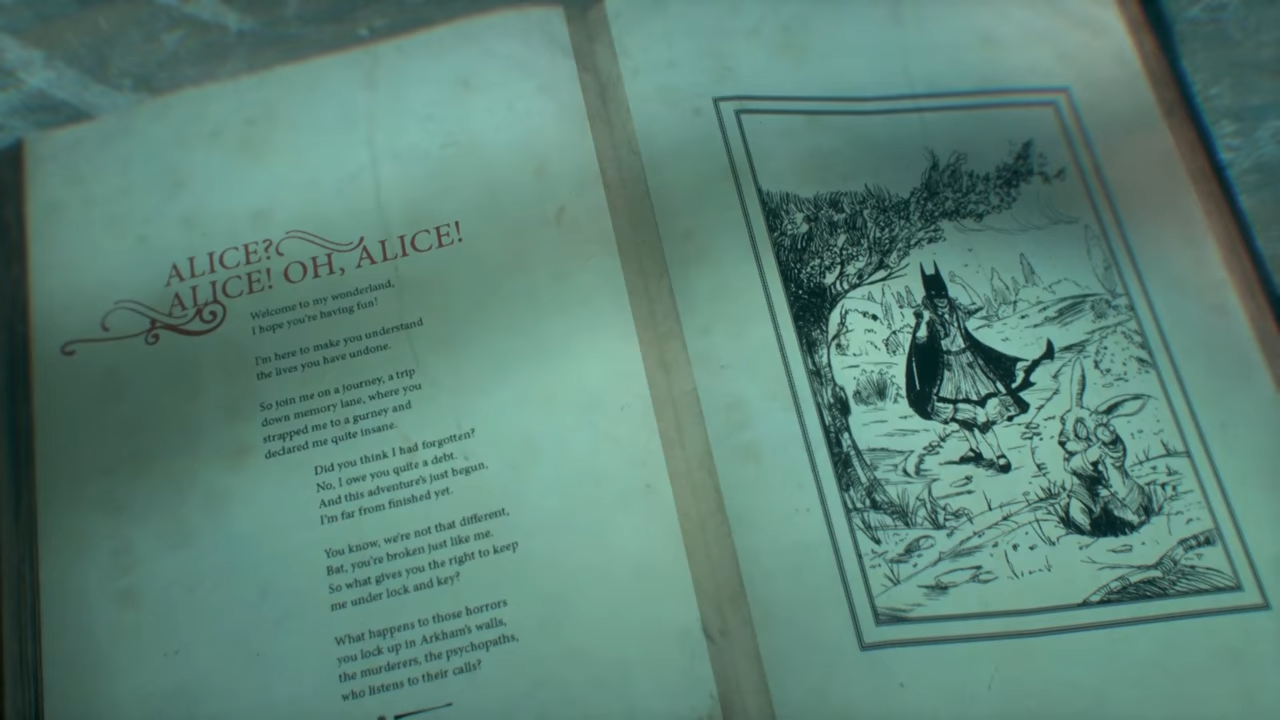 ALICE?
ALICE! OH, ALICE!
Welcome to my wonderland,
I hope you're having fun!
I'm here to make you understand
the lives you have undone.
So join me on a journey, a trip
down memory lane, where you
strapped me to a gurney and
declared me quite insane.
Did you think I had forgotten?
No, I owe you quite a debt.
And this adventure's just begun,
I'm far from finished yet.
You know, we're not that different,
Bat, you're broken just like me.
So what gives you the right to keep
me under lock and key?
What happens to those horrors
you lock up in Arkham's walls,
the murderers, the psychopaths,
who listens to their calls?